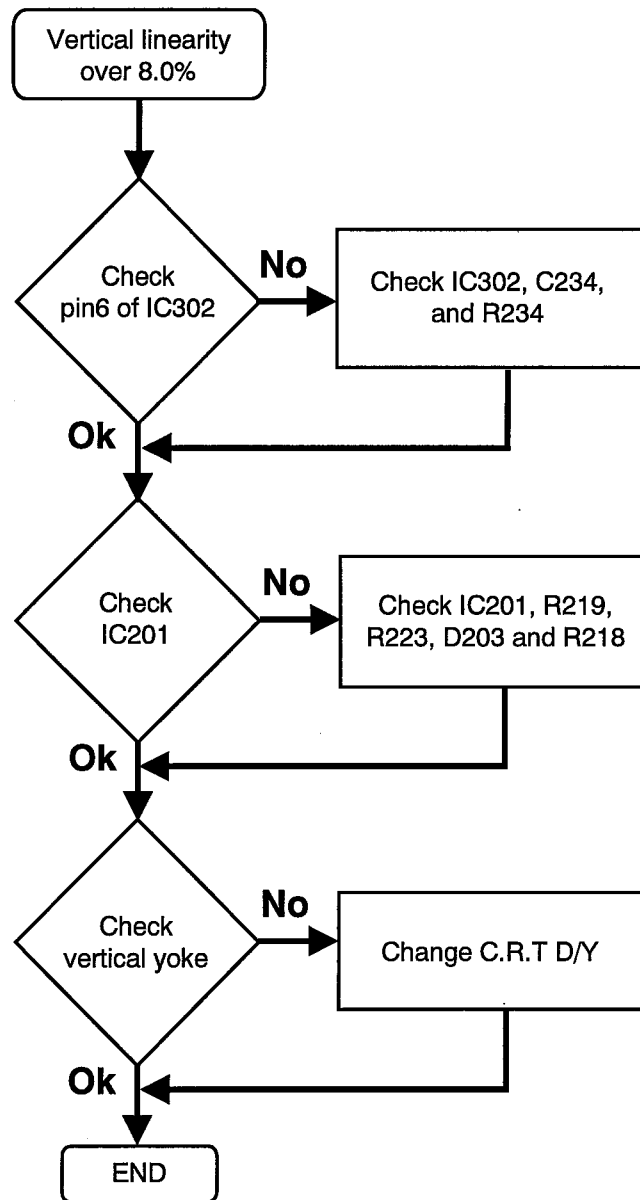 Vertical linearity
over 8.0%
Check
pin6 of IC302
No
Check IC302, C234,
and R234
Ok
Check
IC201
No
Check IC201, R219,
R223, D203 and R218
Ok
Check
vertical yoke
No
Change C.R.T D/Y
Ok
END